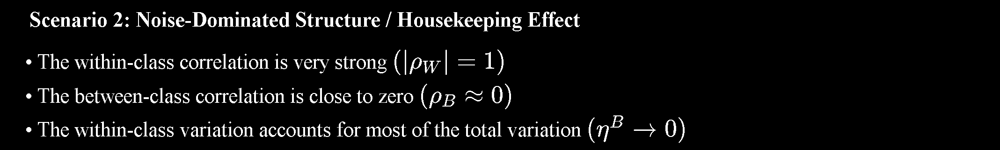 Scenario 2: Noise-Dominated Structure / Housekeeping Effect
• The within-class correlation is very strong (|ρ_W| = 1)
• The between-class correlation is close to zero (ρ_B ≈ 0)
• The within-class variation accounts for most of the total variation (η^B → 0)